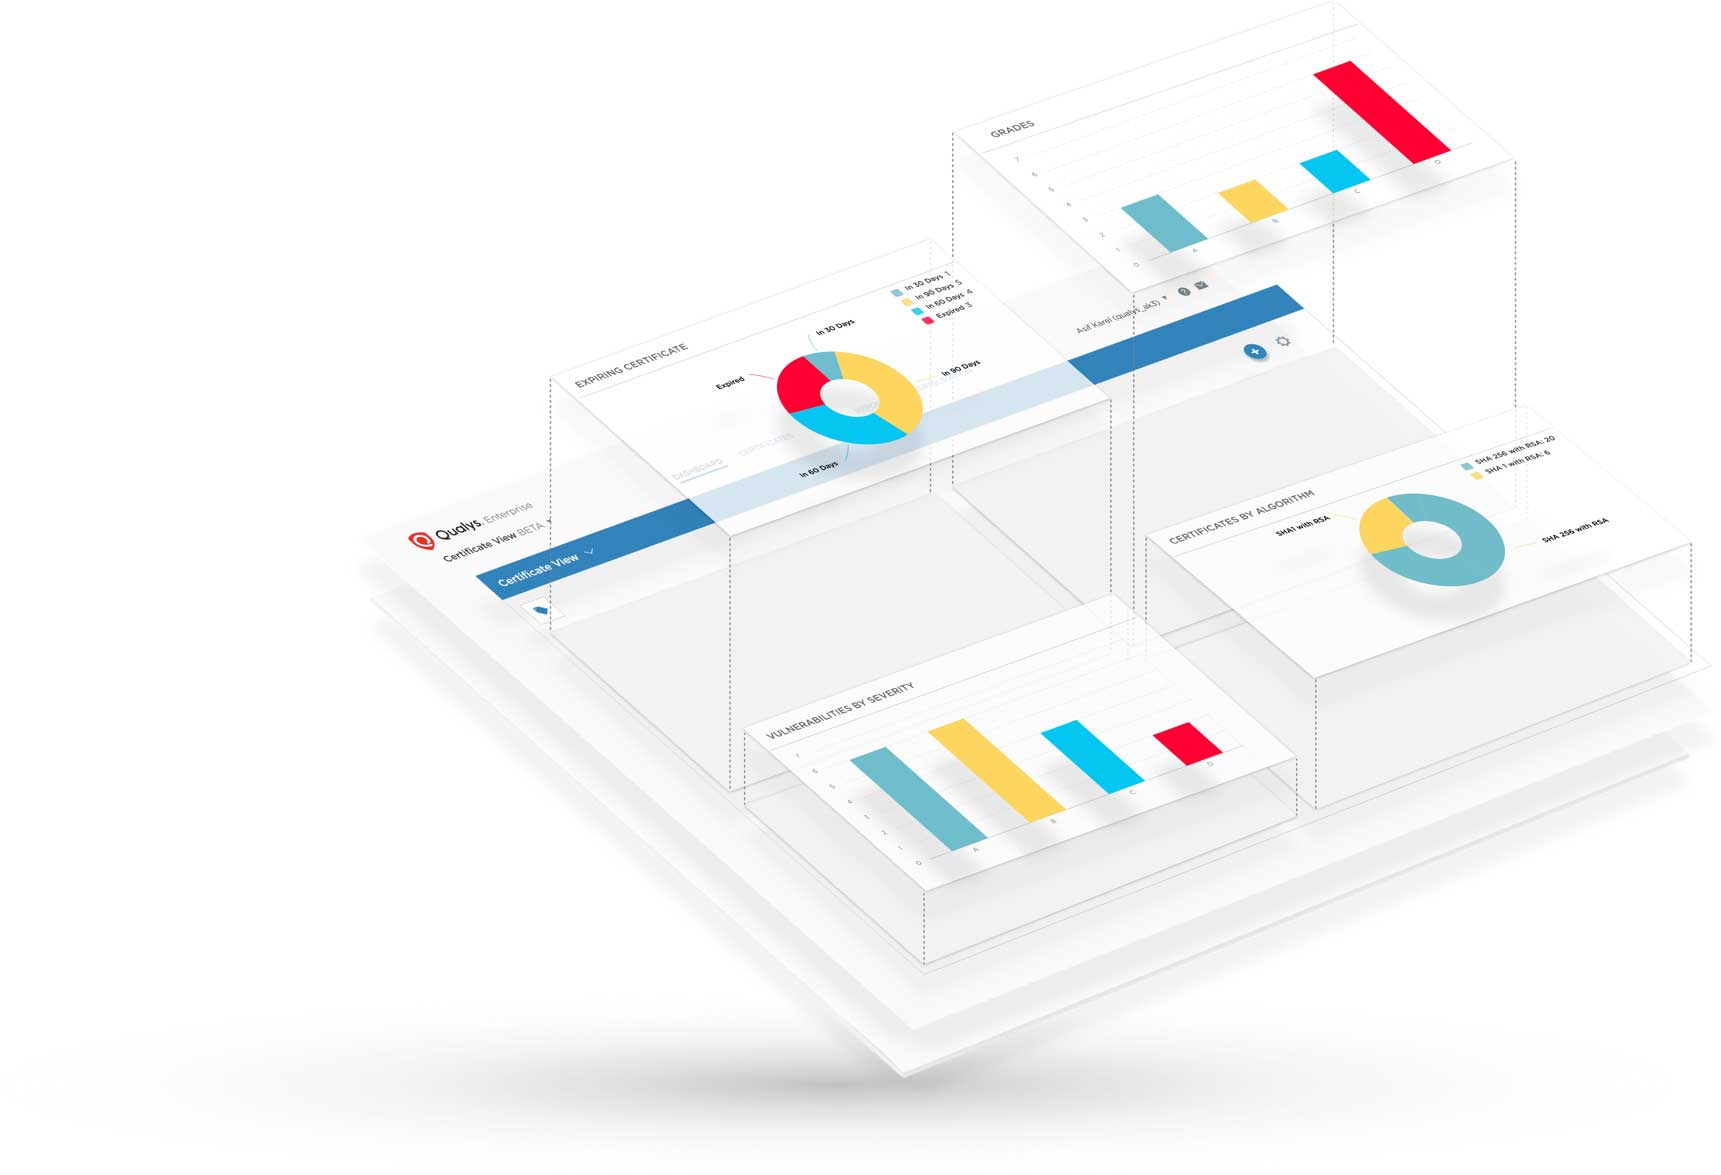 GRADES
7
6
5
4
3
2
1
0
A
B
C
D
EXPIRING CERTIFICATE
In 30 Days 1
In 90 Days 5
In 60 Days 4
Expired 3
In 30 Days
Expired
In 90 Days
In 60 Days
Asif Karel (qualys_ak3)
?
DASHBOARD
CERTIFICATES
Qualys. Enterprise
Certificate View BETA
Certificate View
CERTIFICATES BY ALGORITHM
SHA 256 with RSA: 20
SHA 1 with RSA: 6
SHA1 with RSA
SHA 256 with RSA
VULNERABILITIES BY SEVERITY
7
6
5
4
3
2
1
0
A
B
C
D